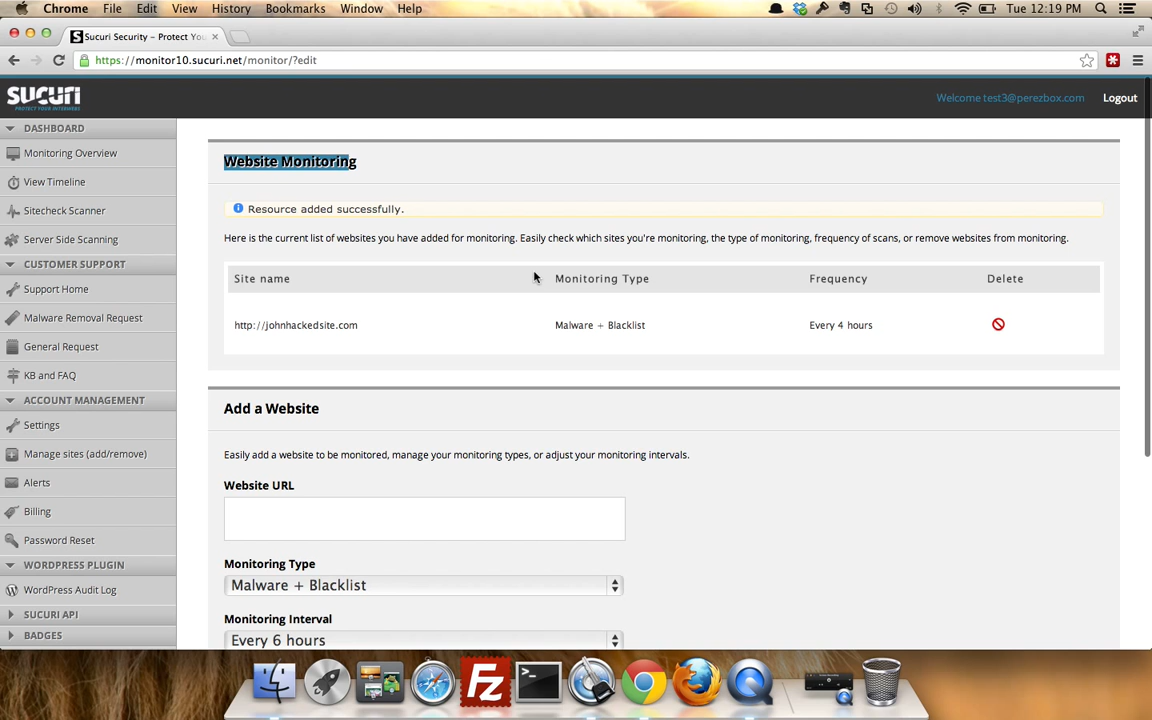 Chrome File Edit View History Bookmarks Window Help Tue 12:19 PM
S Sucuri Security – Protect You ×
https://monitor10.sucuri.net/monitor/?edit
SUCURI
PROTECT YOUR INTERWEBS
Welcome test3@perezbox.com Logout
DASHBOARD
Monitoring Overview
View Timeline
Sitecheck Scanner
Server Side Scanning
CUSTOMER SUPPORT
Support Home
Malware Removal Request
General Request
KB and FAQ
ACCOUNT MANAGEMENT
Settings
Manage sites (add/remove)
Alerts
Billing
Password Reset
WORDPRESS PLUGIN
WordPress Audit Log
SUCURI API
BADGES
Website Monitoring
Resource added successfully.
Here is the current list of websites you have added for monitoring. Easily check which sites you're monitoring, the type of monitoring, frequency of scans, or remove websites from monitoring.
Site name Monitoring Type Frequency Delete
http://johnhackedsite.com Malware + Blacklist Every 4 hours
Add a Website
Easily add a website to be monitored, manage your monitoring types, or adjust your monitoring intervals.
Website URL
Monitoring Type
Malware + Blacklist
Monitoring Interval
Every 6 hours
Fz